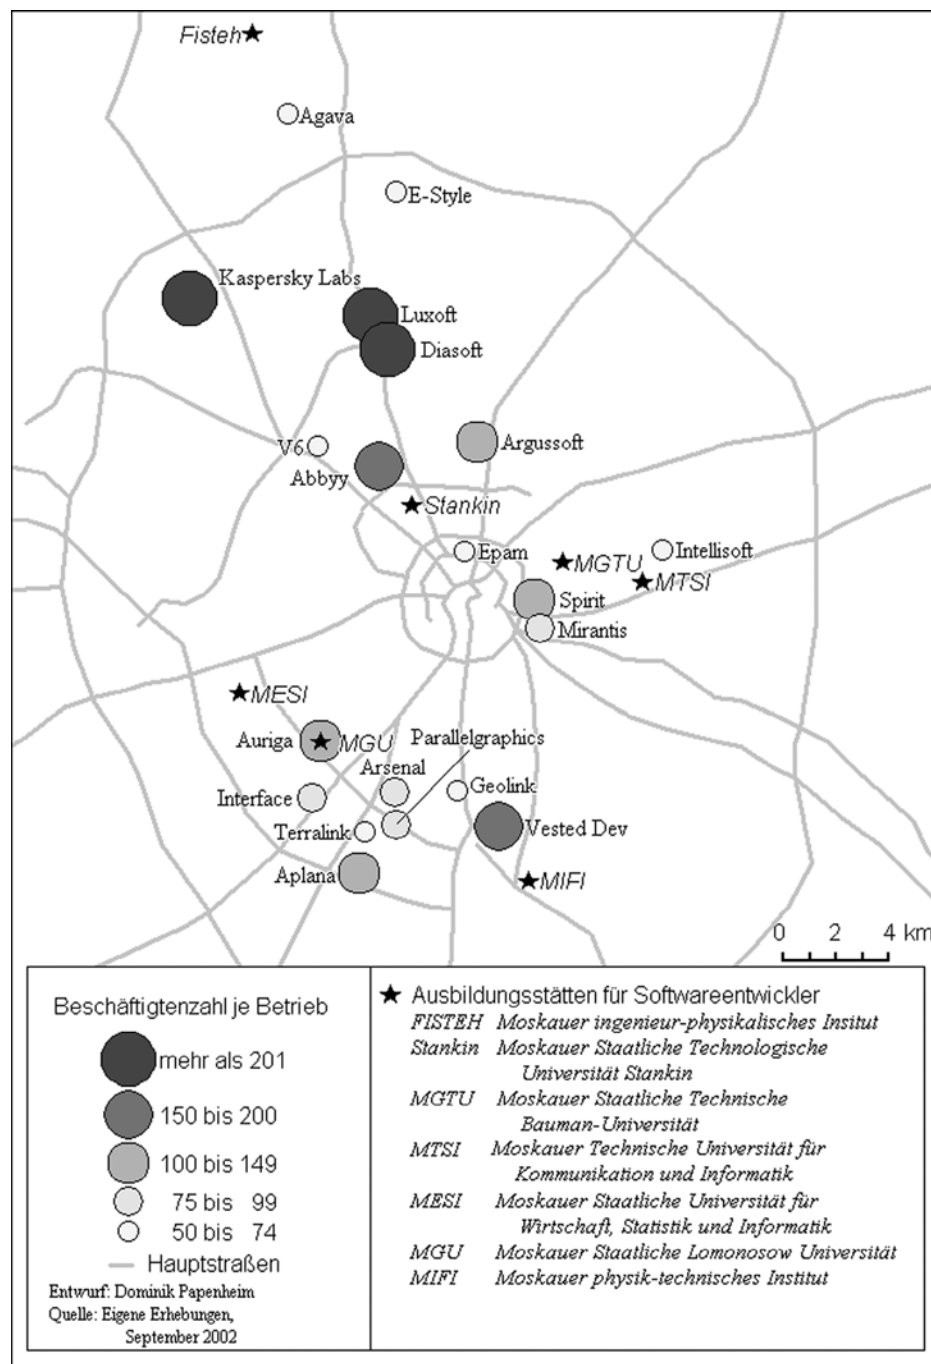 Fisteh
Agava
E-Style
Kaspersky Labs
Luxoft
Diasoft
V6
Argussoft
Abbyy
Stankin
Epam
MGTU
Intellisoft
MTSI
Spirit
Mirantis
MESI
Auriga
MGU
Parallelgraphics
Arsenal
Interface
Geolink
Terralink
Vested Dev
Aplana
MIFI
0 2 4 km
Beschäftigtenzahl je Betrieb
mehr als 201
150 bis 200
100 bis 149
75 bis 99
50 bis 74
Hauptstraßen
Entwurf: Dominik Papenheim
Quelle: Eigene Erhebungen,
September 2002
Ausbildungsstätten für Softwareentwickler
FISTEH Moskauer ingenieur-physikalisches Insitut
Stankin Moskauer Staatliche Technologische
Universität Stankin
MGTU Moskauer Staatliche Technische
Bauman-Universität
MTSI Moskauer Technische Universität für
Kommunikation und Informatik
MESI Moskauer Staatliche Universität für
Wirtschaft, Statistik und Informatik
MGU Moskauer Staatliche Lomonosow Universität
MIFI Moskauer physik-technisches Institut